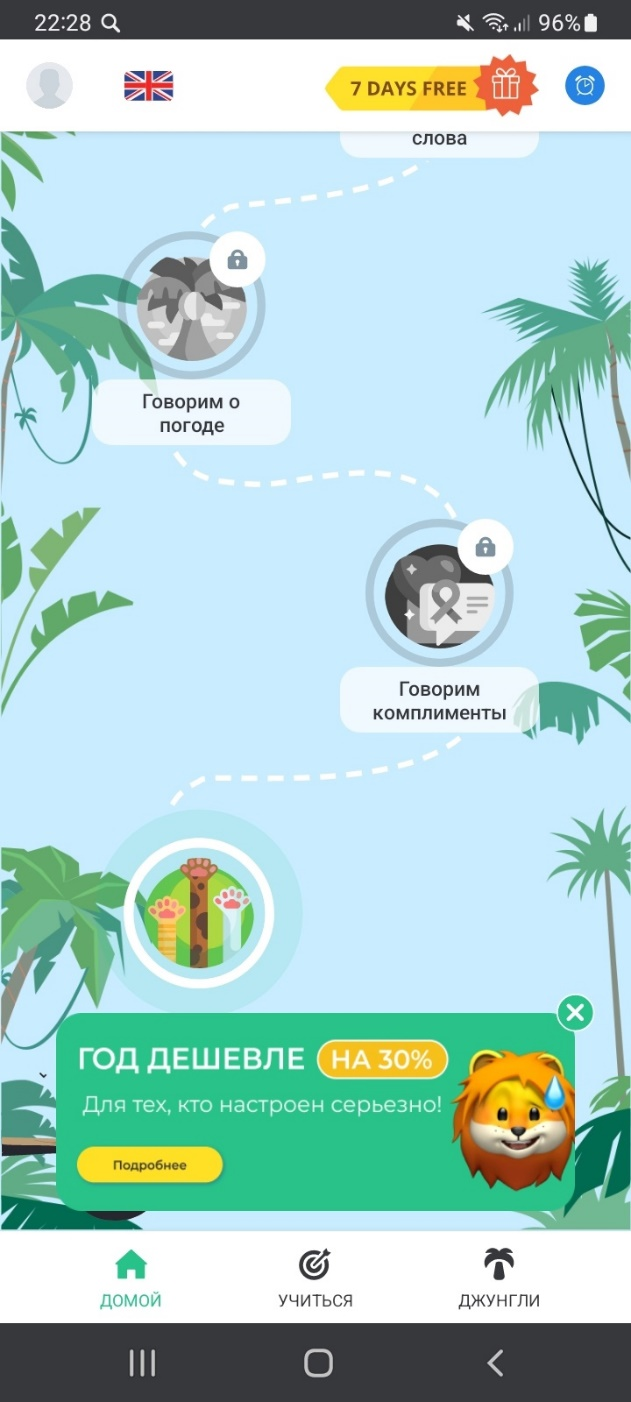 22:28
96%
7 DAYS FREE
слова
Говорим о
погоде
Говорим
комплименты
ГОД ДЕШЕВЛЕ НА 30%
Для тех, кто настроен серьезно!
Подробнее
ДОМОЙ
УЧИТЬСЯ
ДЖУНГЛИ